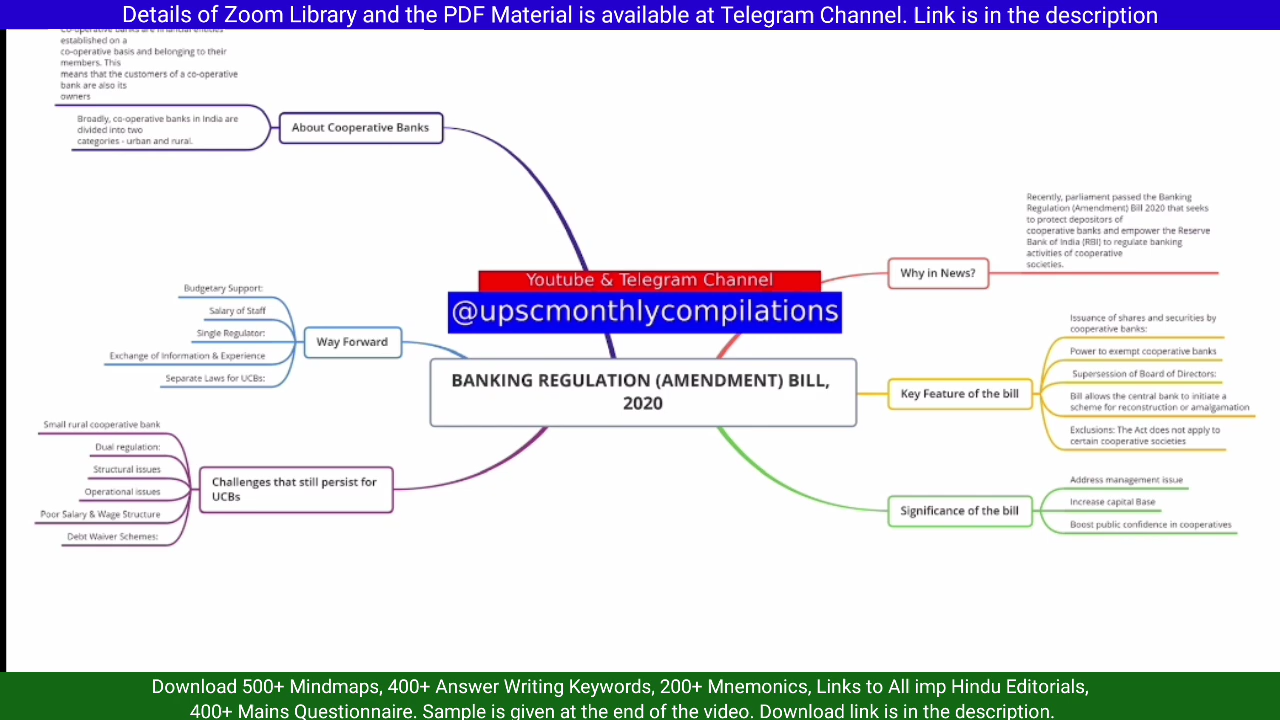 Details of Zoom Library and the PDF Material is available at Telegram Channel. Link is in the description
Co-operative banks are financial entities
established on a
co-operative basis and belonging to their
members. This
means that the customers of a co-operative
bank are also its
owners
Broadly, co-operative banks in India are
divided into two
categories - urban and rural.
About Cooperative Banks
Recently, parliament passed the Banking
Regulation (Amendment) Bill 2020 that seeks
to protect depositors of
cooperative banks and empower the Reserve
Bank of India (RBI) to regulate banking
activities of cooperative
societies.
Why in News?
Youtube & Telegram Channel
@upscmonthlycompilations
Budgetary Support:
Salary of Staff
Single Regulator:
Exchange of Information & Experience
Separate Laws for UCBs:
Way Forward
BANKING REGULATION (AMENDMENT) BILL,
2020
Key Feature of the bill
Issuance of shares and securities by
cooperative banks:
Power to exempt cooperative banks
Supersession of Board of Directors:
Bill allows the central bank to initiate a
scheme for reconstruction or amalgamation
Exclusions: The Act does not apply to
certain cooperative societies
Small rural cooperative bank
Dual regulation:
Structural issues
Operational issues
Poor Salary & Wage Structure
Debt Waiver Schemes:
Challenges that still persist for
UCBs
Significance of the bill
Address management issue
Increase capital Base
Boost public confidence in cooperatives
Download 500+ Mindmaps, 400+ Answer Writing Keywords, 200+ Mnemonics, Links to All imp Hindu Editorials,
400+ Mains Questionnaire. Sample is given at the end of the video. Download link is in the description.